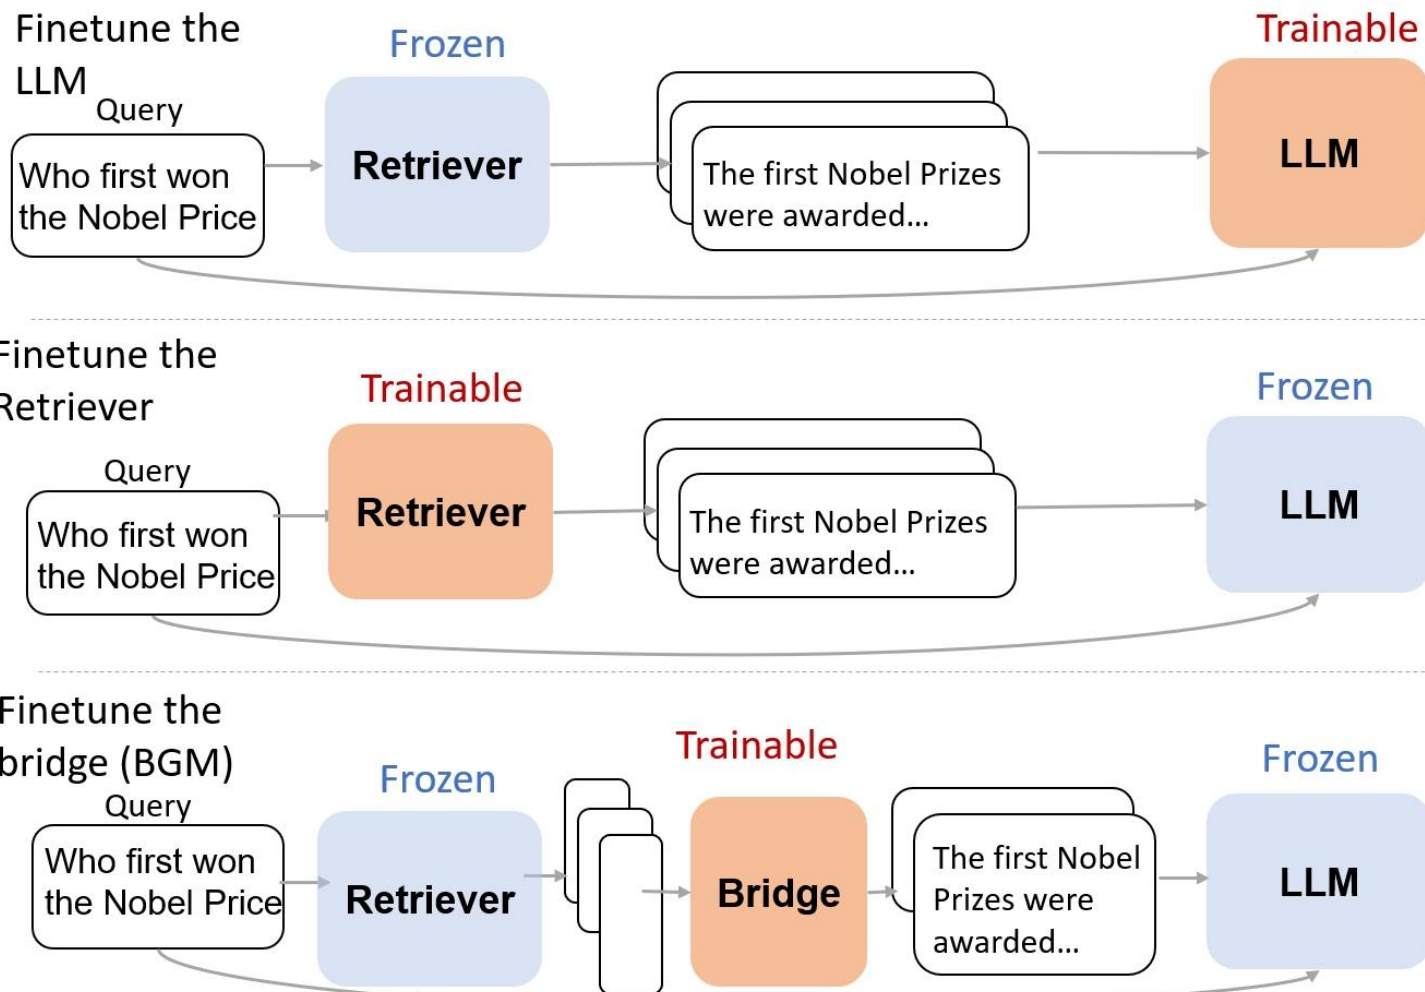 Finetune the
LLM
Frozen
Trainable
Query
Who first won
the Nobel Price
Retriever
The first Nobel Prizes
were awarded...
LLM
Finetune the
Retriever
Trainable
Frozen
Query
Who first won
the Nobel Price
Retriever
The first Nobel Prizes
were awarded...
LLM
Finetune the
bridge (BGM)
Frozen
Trainable
Frozen
Query
Who first won
the Nobel Price
Retriever
Bridge
The first Nobel
Prizes were
awarded...
LLM